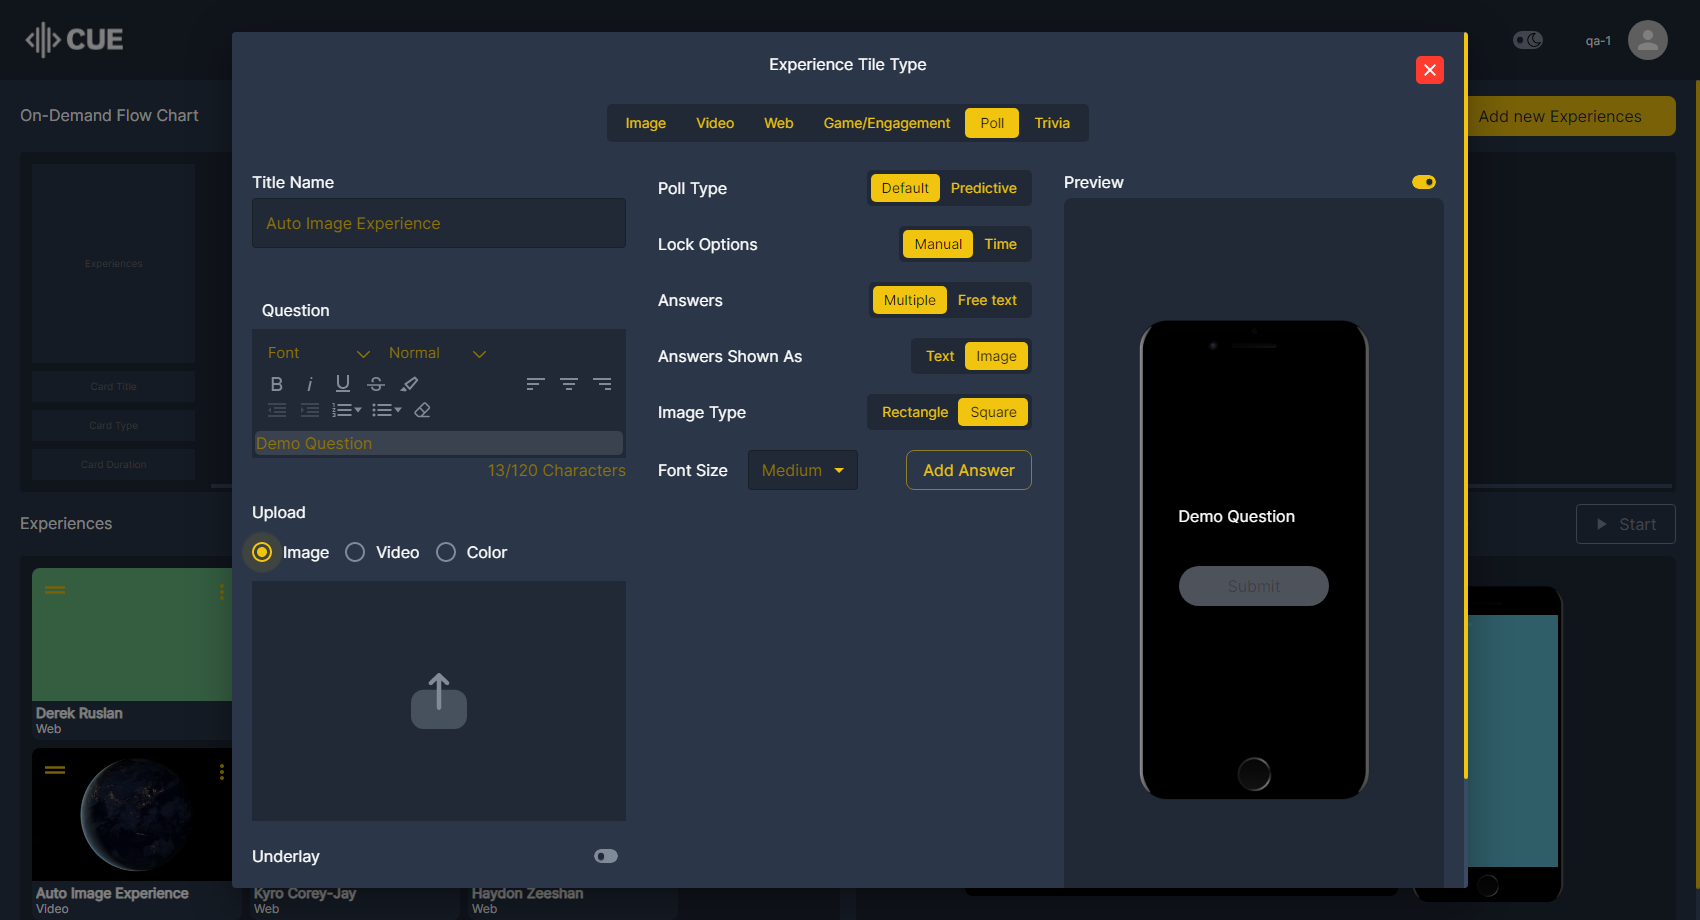 CUE
qa-1
On-Demand Flow Chart
Add new Experiences
Experiences
Card Title
Card Type
Card Duration
Experiences
Start
Derek Ruslan
Web
Auto Image Experience
Video
Kyro Corey-Jay
Web
Haydon Zeeshan
Web
Experience Tile Type
Image Video Web Game/Engagement Poll Trivia
Title Name
Auto Image Experience
Question
Font Normal
B i U S
Demo Question
13/120 Characters
Upload
Image Video Color
Underlay
Poll Type Default Predictive
Lock Options Manual Time
Answers Multiple Free text
Answers Shown As Text Image
Image Type Rectangle Square
Font Size Medium Add Answer
Preview
Demo Question
Submit